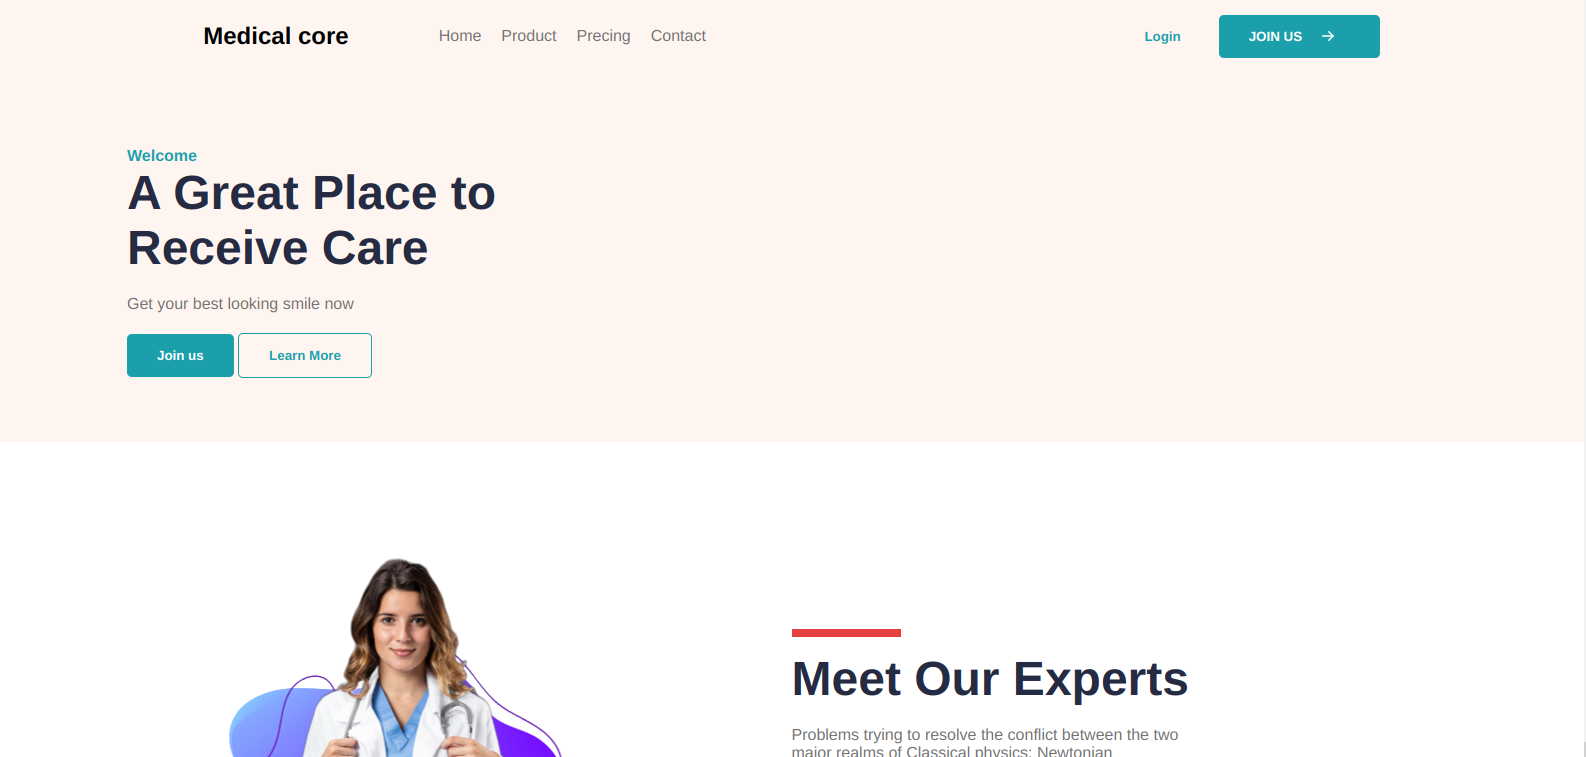 Medical core
Home Product Precing Contact
Login
JOIN US
Welcome
A Great Place to
Receive Care
Get your best looking smile now
Join us
Learn More
Meet Our Experts
Problems trying to resolve the conflict between the two
major realms of Classical physics: Newtonian